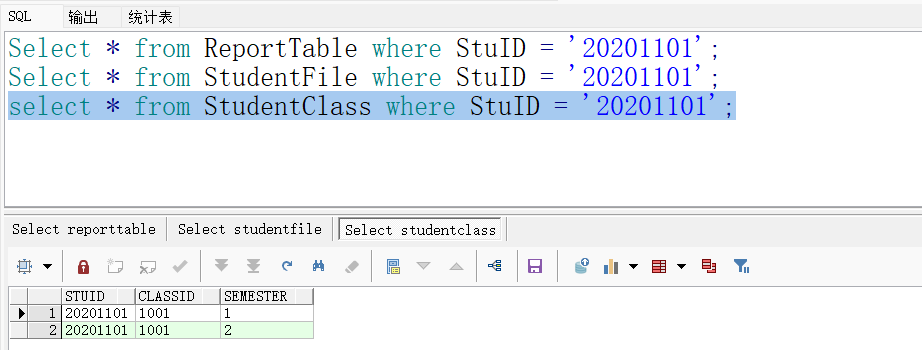 SQL 输出 统计表
Select * from ReportTable where StuID = '20201101';
Select * from StudentFile where StuID = '20201101';
select * from StudentClass where StuID = '20201101';
Select reporttable Select studentfile Select studentclass
STUID CLASSID SEMESTER
1 20201101 1001 1
2 20201101 1001 2